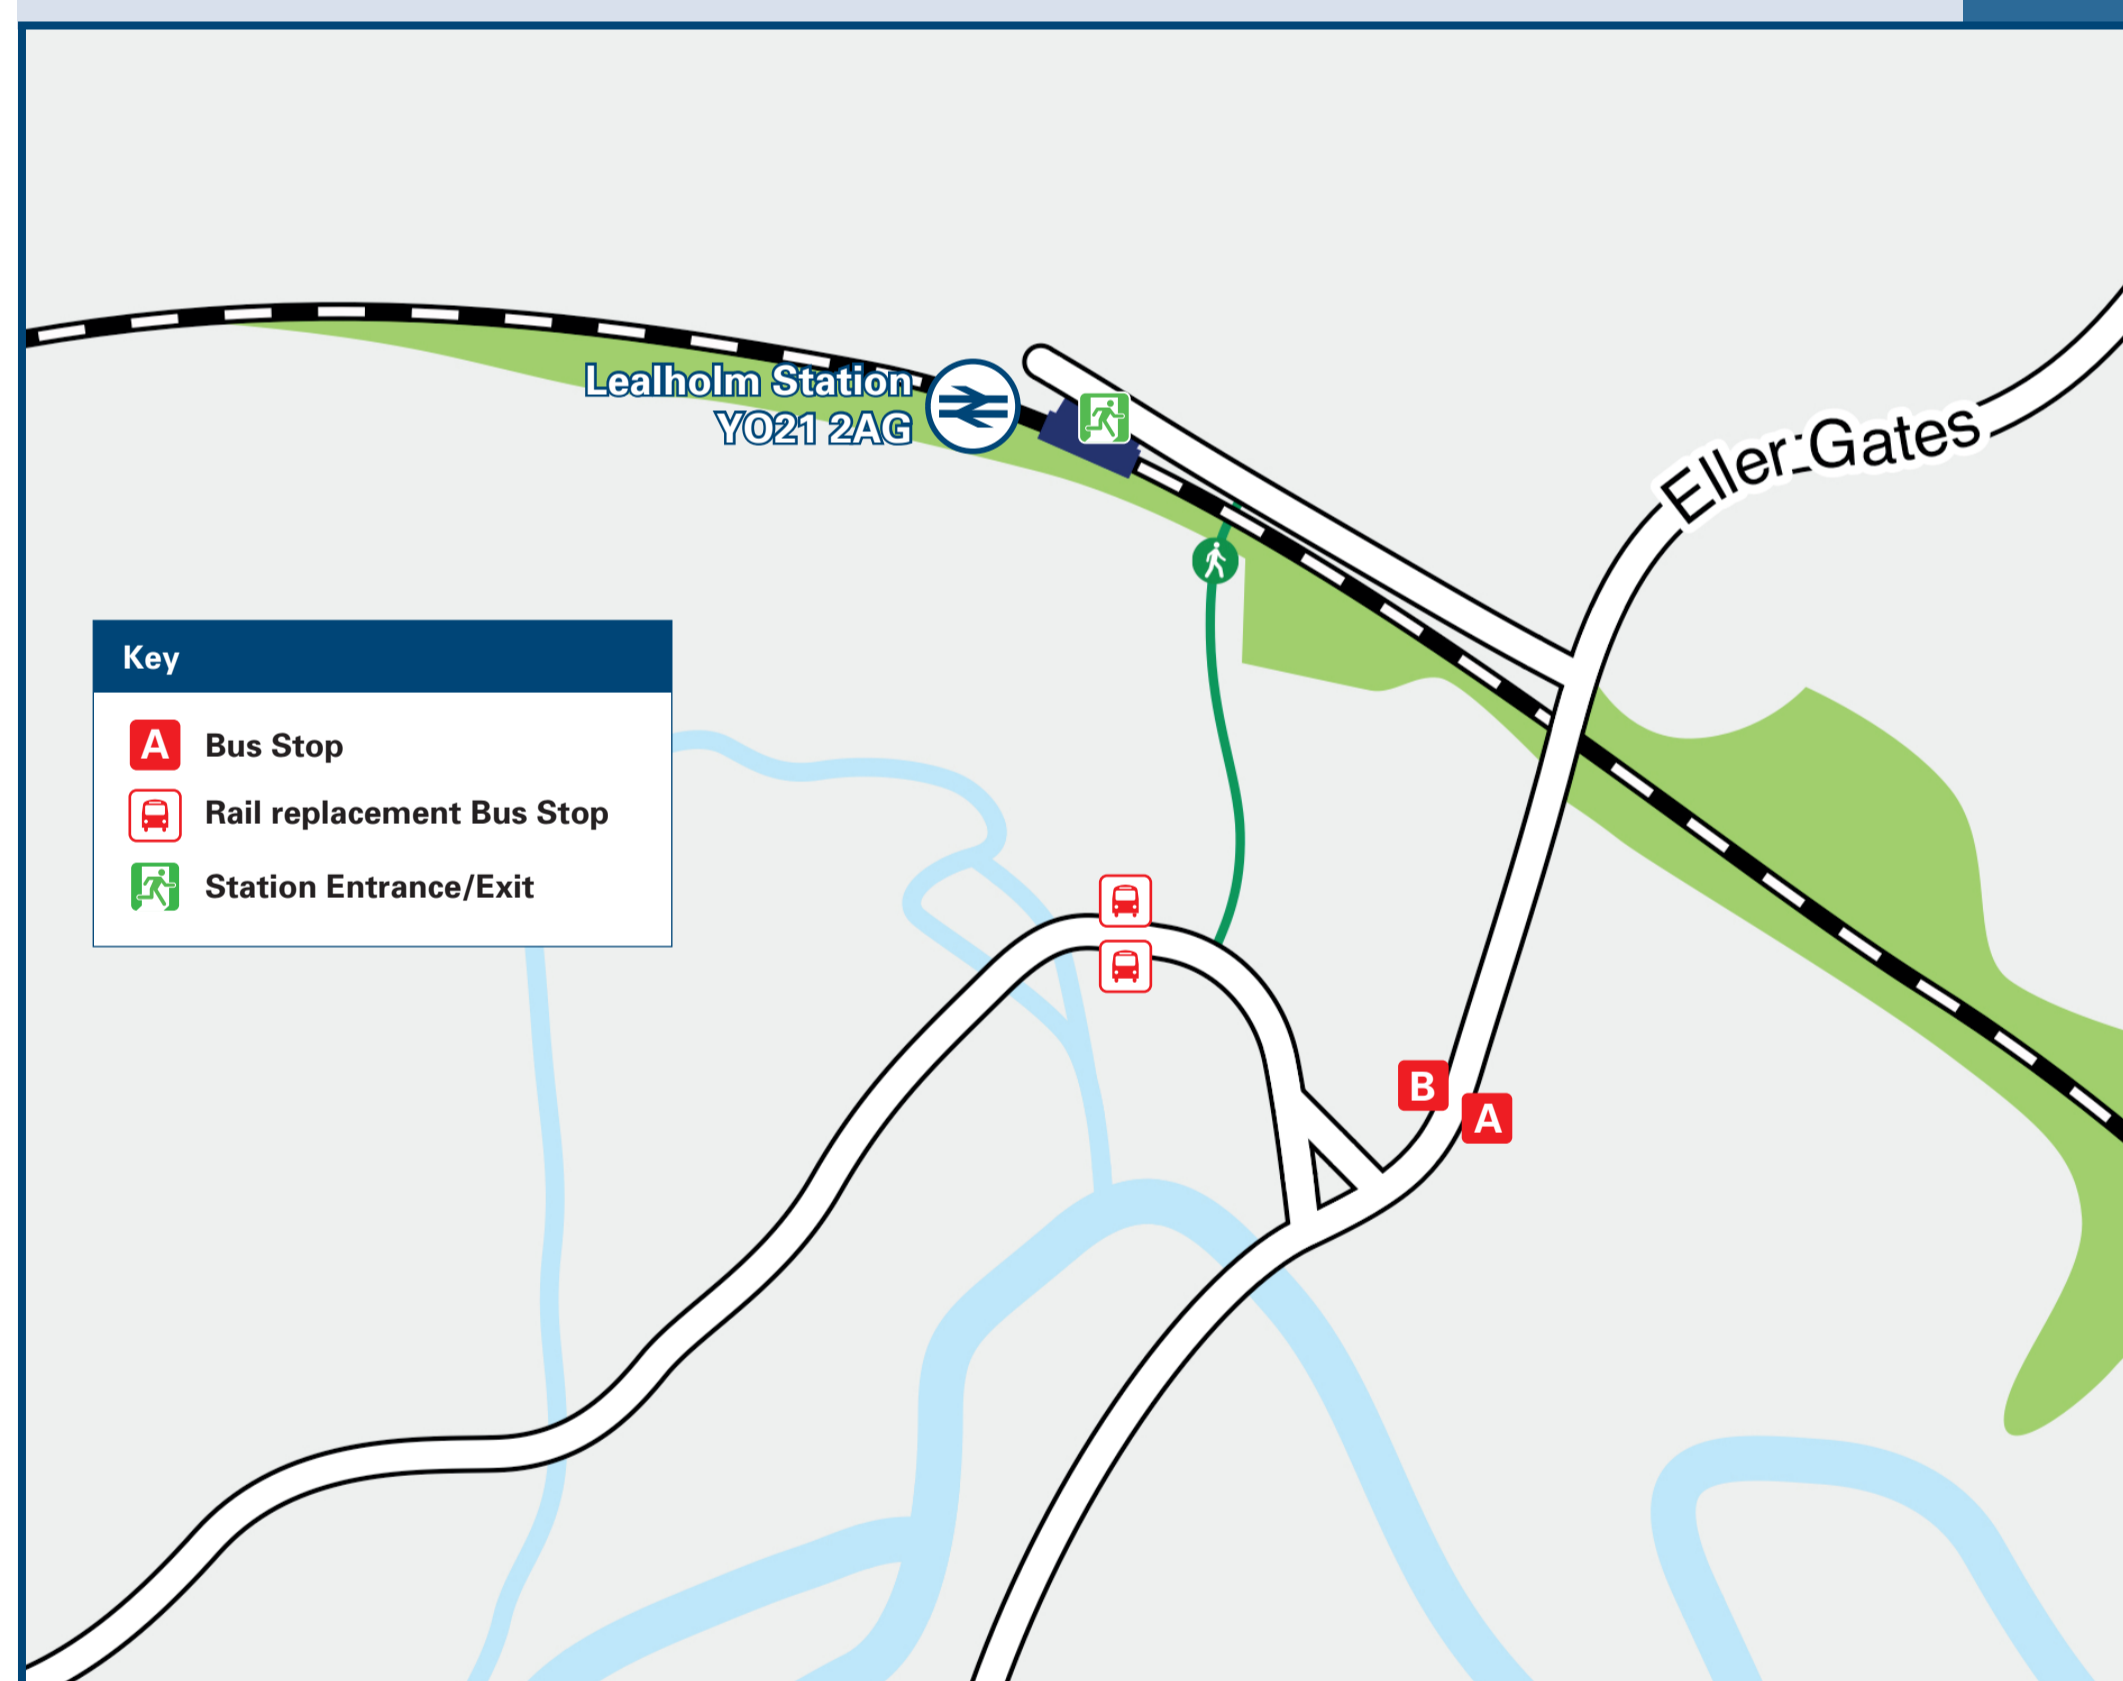 Lealholm Station
YO21 2AG
Eller Gates
Key
A Bus Stop
Rail replacement Bus Stop
Station Entrance/Exit
B
A